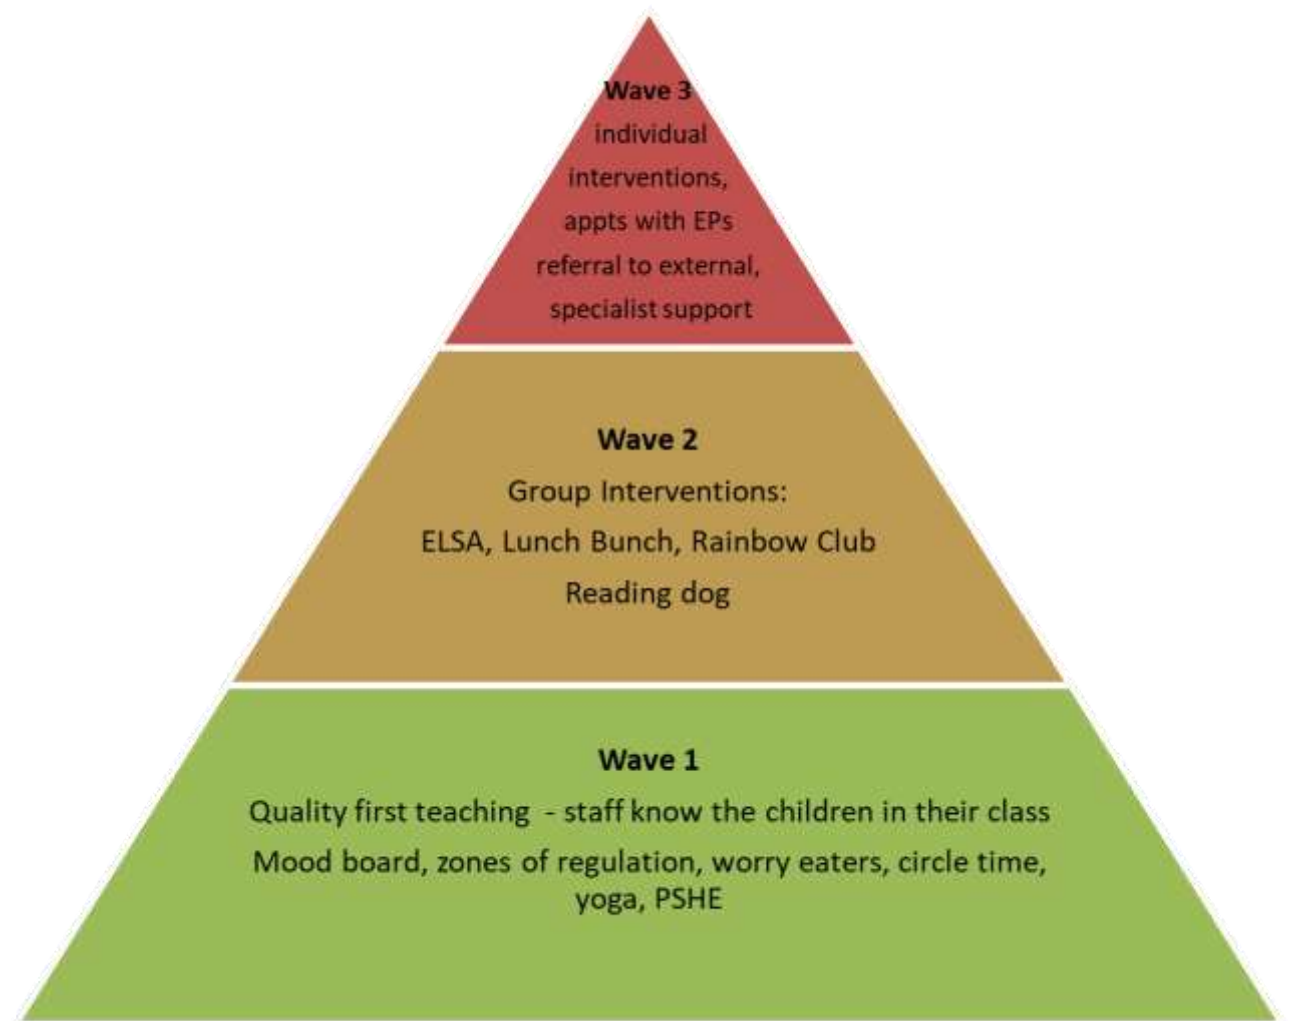 Wave 3
individual
interventions,
appts with EPs
referral to external,
specialist support
Wave 2
Group Interventions:
ELSA, Lunch Bunch, Rainbow Club
Reading dog
Wave 1
Quality first teaching - staff know the children in their class
Mood board, zones of regulation, worry eaters, circle time,
yoga, PSHE